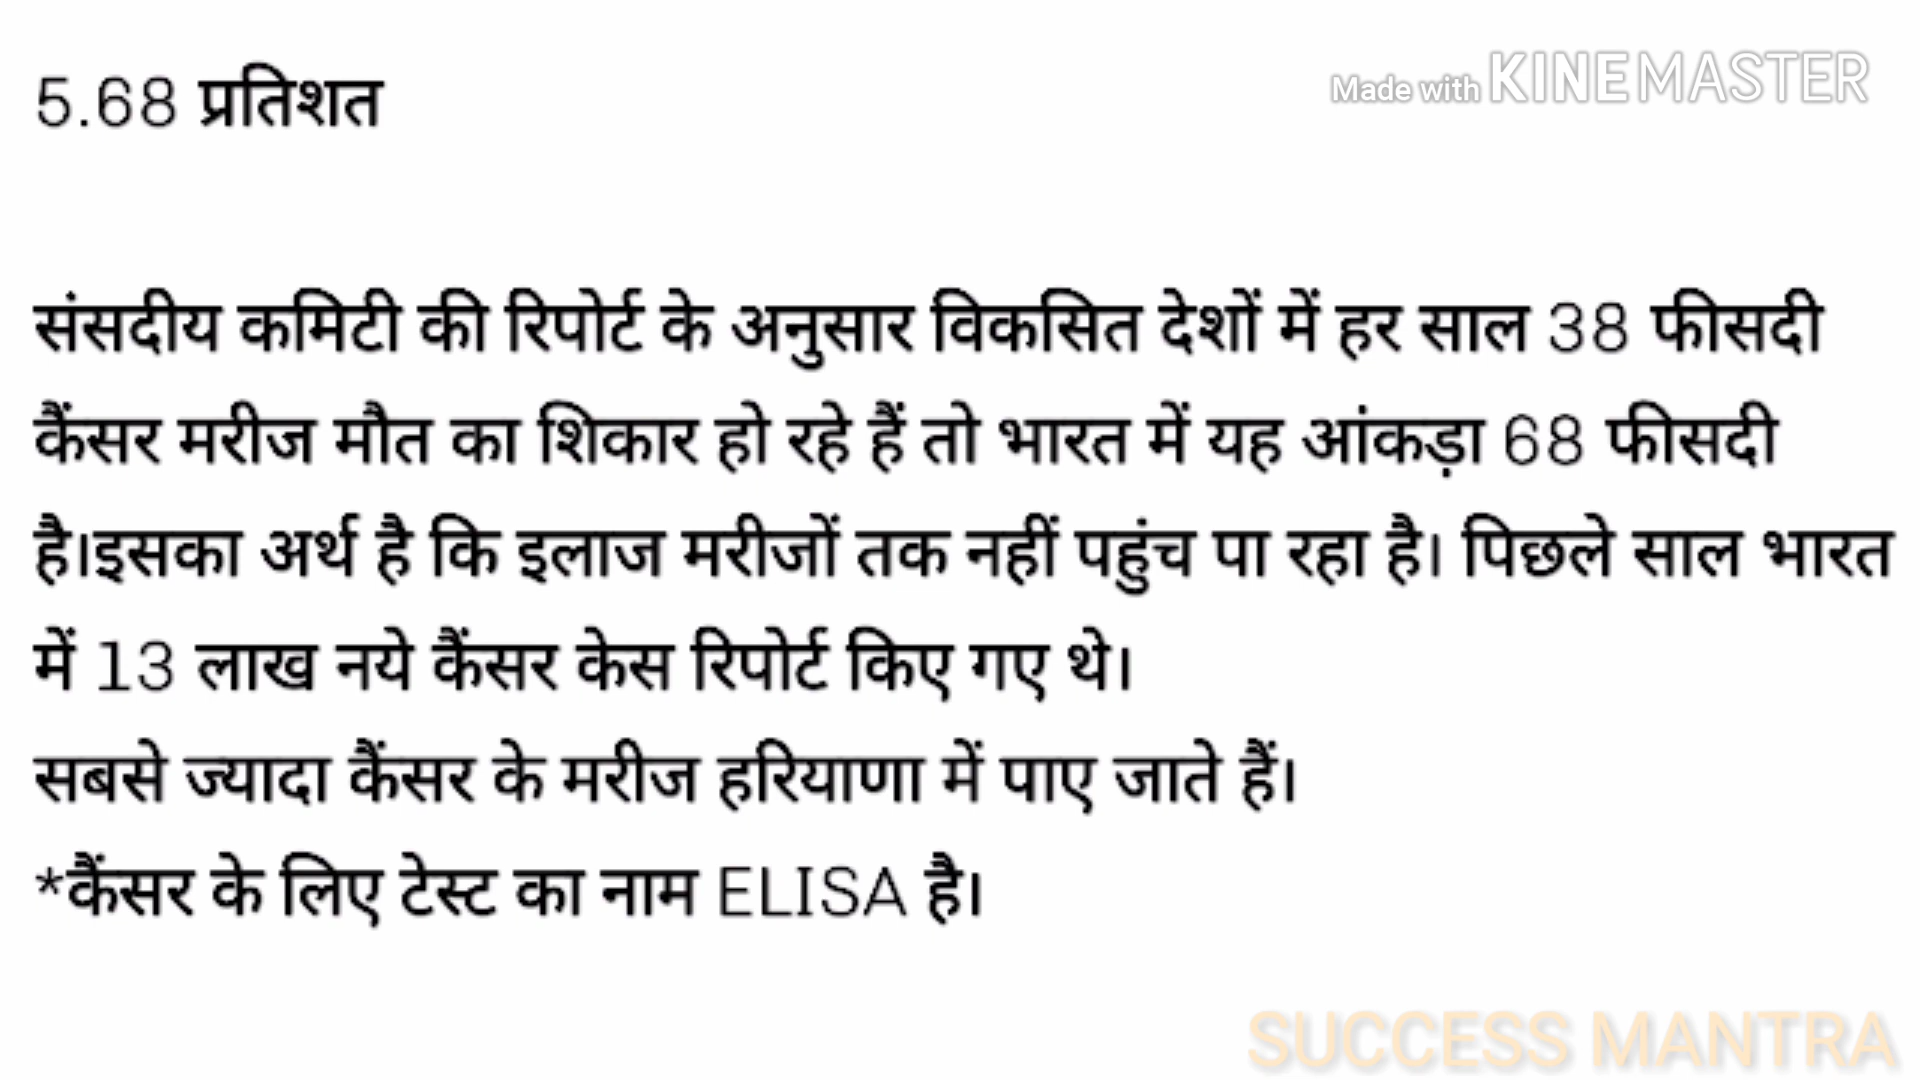 5.68 प्रतिशत
Made with KINEMASTER
संसदीय कमिटी की रिपोर्ट के अनुसार विकसित देशों में हर साल 38 फीसदी
कैंसर मरीज मौत का शिकार हो रहे हैं तो भारत में यह आंकड़ा 68 फीसदी
है।इसका अर्थ है कि इलाज मरीजों तक नहीं पहुंच पा रहा है। पिछले साल भारत
में 13 लाख नये कैंसर केस रिपोर्ट किए गए थे।
सबसे ज्यादा कैंसर के मरीज हरियाणा में पाए जाते हैं।
*कैंसर के लिए टेस्ट का नाम ELISA है।
SUCCESS MANTRA